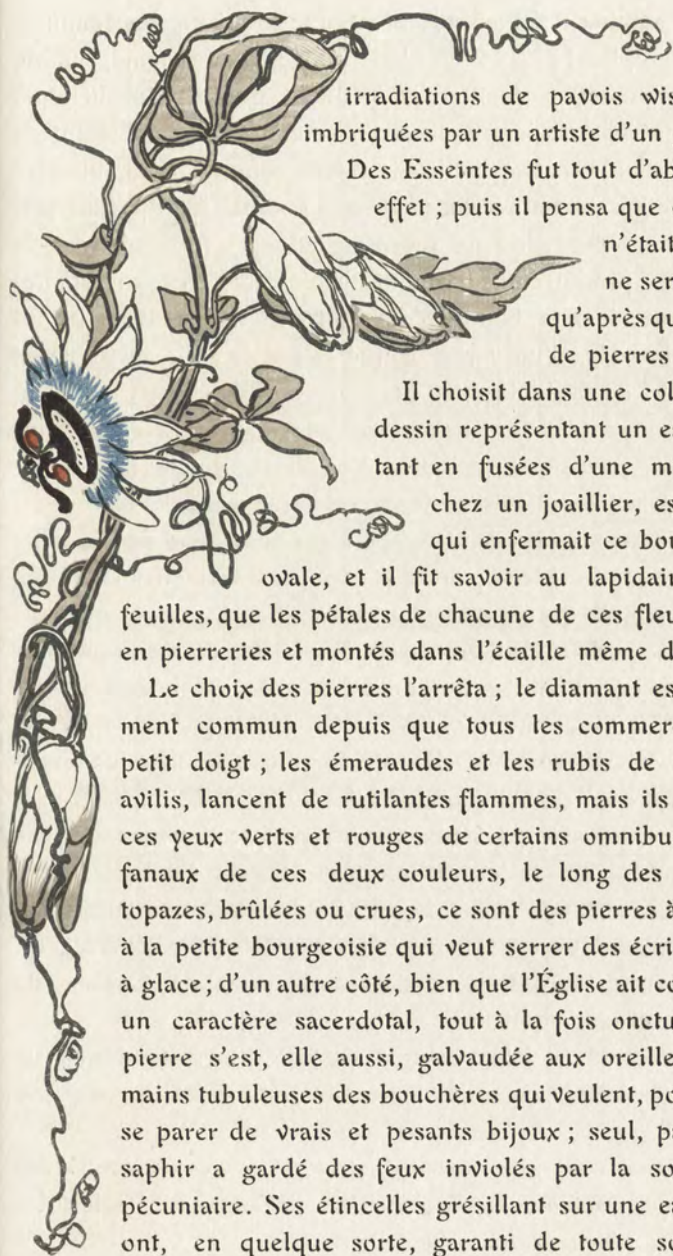 irradiations de pavois wis
imbriquées par un artiste d'un
Des Esseintes fut tout d'ab
effet ; puis il pensa que
n'était
ne ser
qu'après qu
de pierres
Il choisit dans une col
dessin représentant un e
tant en fusées d'une m
chez un joaillier, es
qui enfermait ce bou
ovale, et il fit savoir au lapidair
feuilles, que les pétales de chacune de ces fleu
en pierreries et montés dans l'écaille même d
Le choix des pierres l'arrêta ; le diamant es
ment commun depuis que tous les commer
petit doigt ; les émeraudes et les rubis de
avilis, lancent de rutilantes flammes, mais ils
ces yeux verts et rouges de certains omnibu
fanaux de ces deux couleurs, le long des
topazes, brûlées ou crues, ce sont des pierres à
à la petite bourgeoisie qui veut serrer des écri
à glace ; d'un autre côté, bien que l'Église ait co
un caractère sacerdotal, tout à la fois onctu
pierre s'est, elle aussi, galvaudée aux oreille
mains tubuleuses des bouchères qui veulent, po
se parer de vrais et pesants bijoux ; seul, p
saphir a gardé des feux inviolés par la so
pécuniaire. Ses étincelles grésillant sur une e
ont, en quelque sorte, garanti de toute so